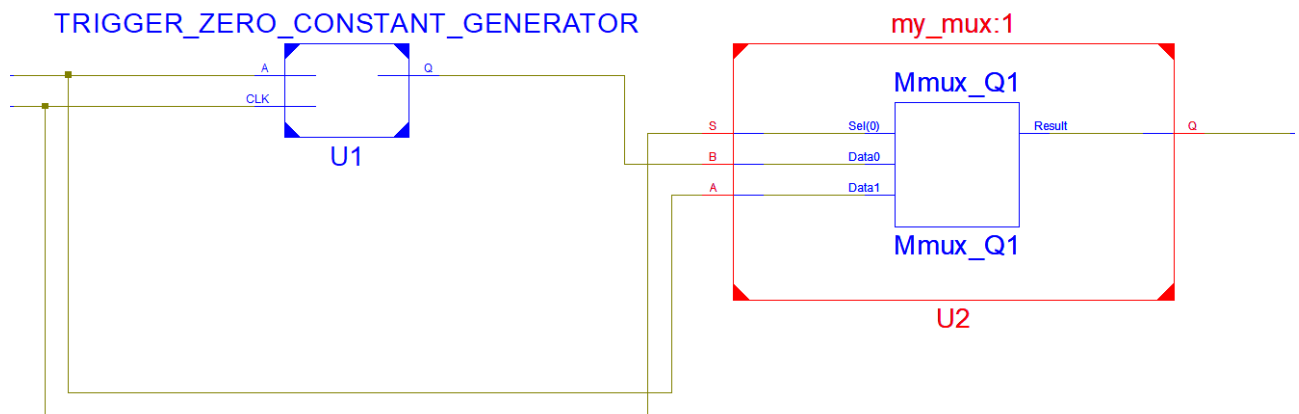 TRIGGER_ZERO_CONSTANT_GENERATOR
my_mux:1
A
Q
CLK
U1
Mmux_Q1
S
Sel(0)
Result
Q
B
Data0
A
Data1
Mmux_Q1
U2